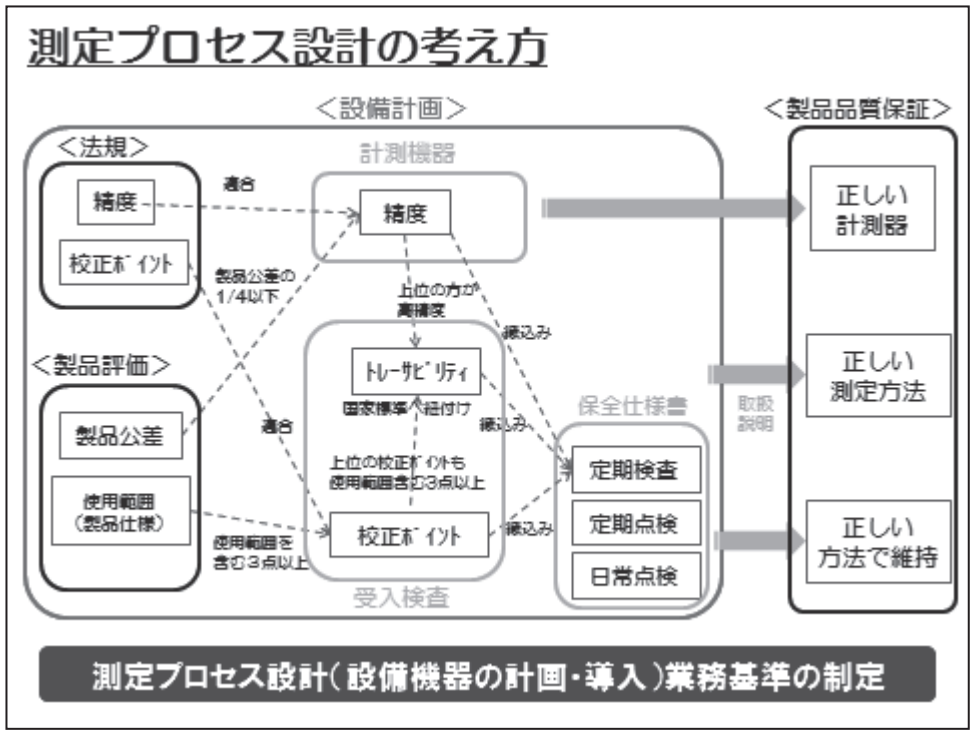 測定プロセス設計の考え方
＜設備計画＞
＜製品品質保証＞
＜法規＞
計測機器
精度
適合
精度
正しい
計測器
校正ﾎﾟｲﾝﾄ
製品公差の
1/4以下
上位の方が
高精度
織込み
＜製品評価＞
ﾄﾚｰｻﾋﾞﾘﾃｨ
正しい
測定方法
国家標準へ紐付け
保全仕様書
取扱
説明
製品公差
適合
織込み
上位の校正ﾎﾟｲﾝﾄも
使用範囲含む3点以上
定期検査
使用範囲
（製品仕様）
定期点検
校正ﾎﾟｲﾝﾄ
織込み
正しい
方法で維持
使用範囲を
含む3点以上
日常点検
受入検査
測定プロセス設計（設備機器の計画・導入）業務基準の制定